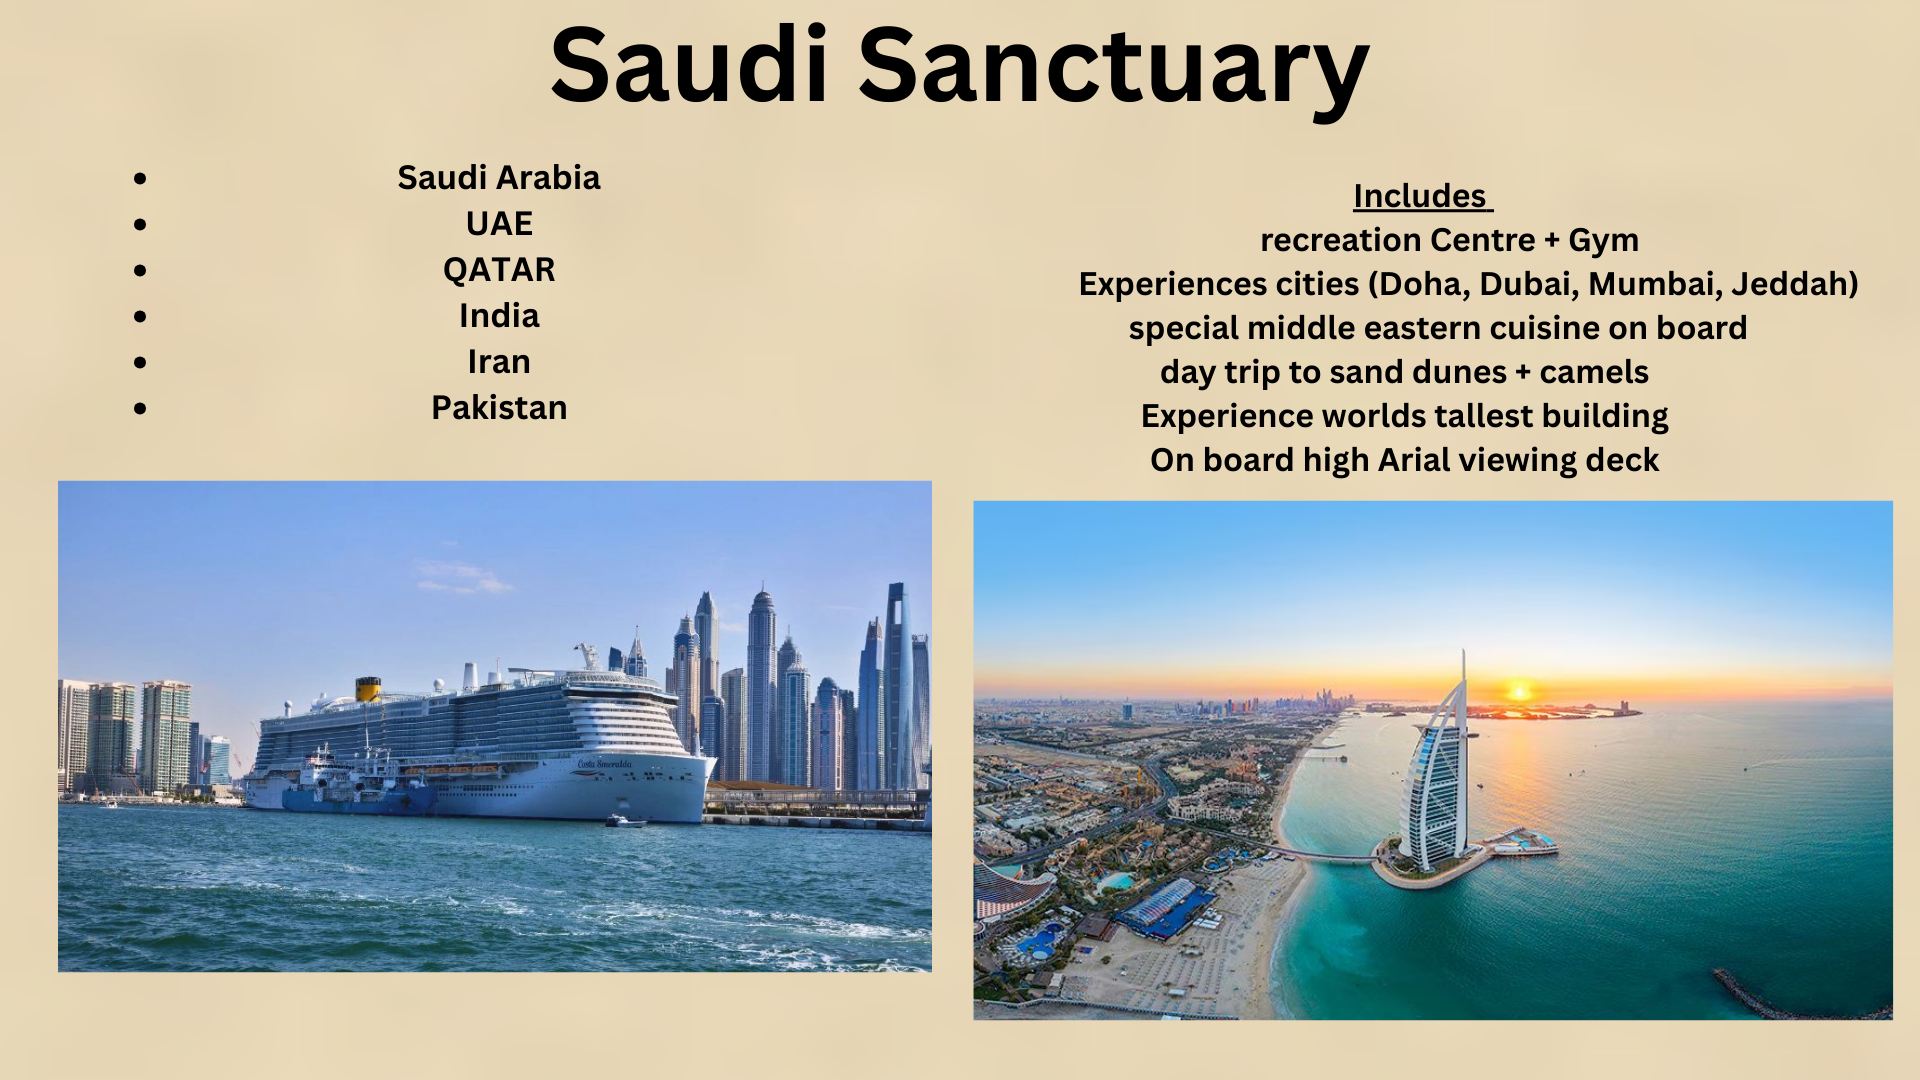 Saudi Sanctuary
• Saudi Arabia
• UAE
• QATAR
• India
• Iran
• Pakistan
Includes
recreation Centre + Gym
Experiences cities (Doha, Dubai, Mumbai, Jeddah)
special middle eastern cuisine on board
day trip to sand dunes + camels
Experience worlds tallest building
On board high Arial viewing deck
Costa Smeralda